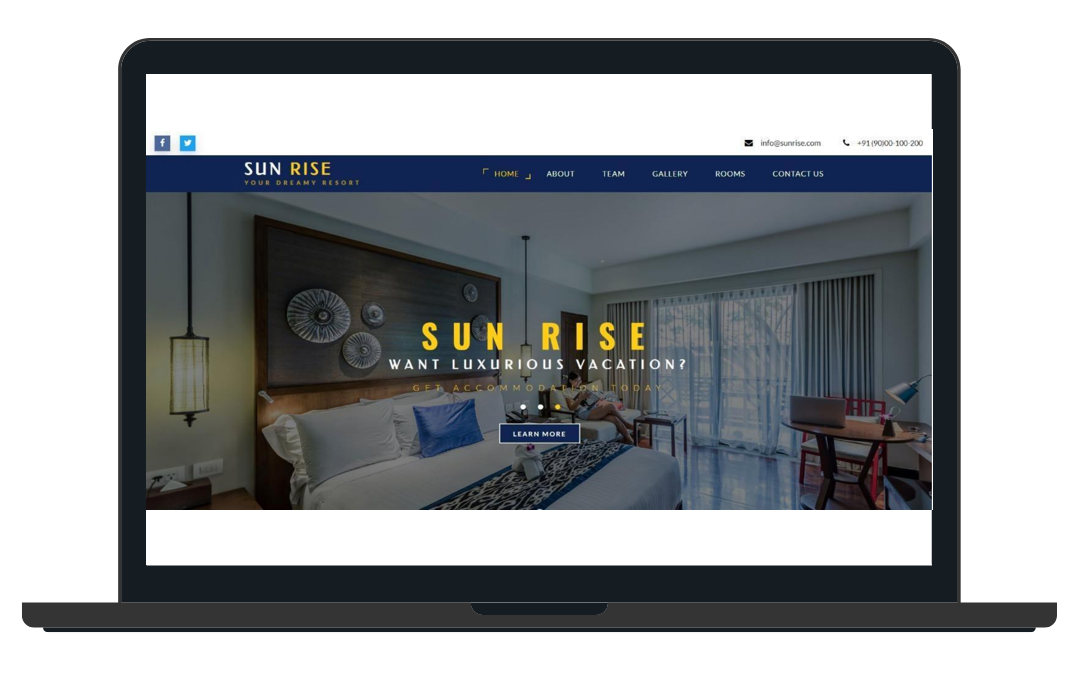 info@sunrise.com +91(90)00-100-200
SUN RISE
YOUR DREAMY RESORT
HOME ABOUT TEAM GALLERY ROOMS CONTACT US
SUN RISE
WANT LUXURIOUS VACATION?
GET ACCOMMODATION TODAY
LEARN MORE